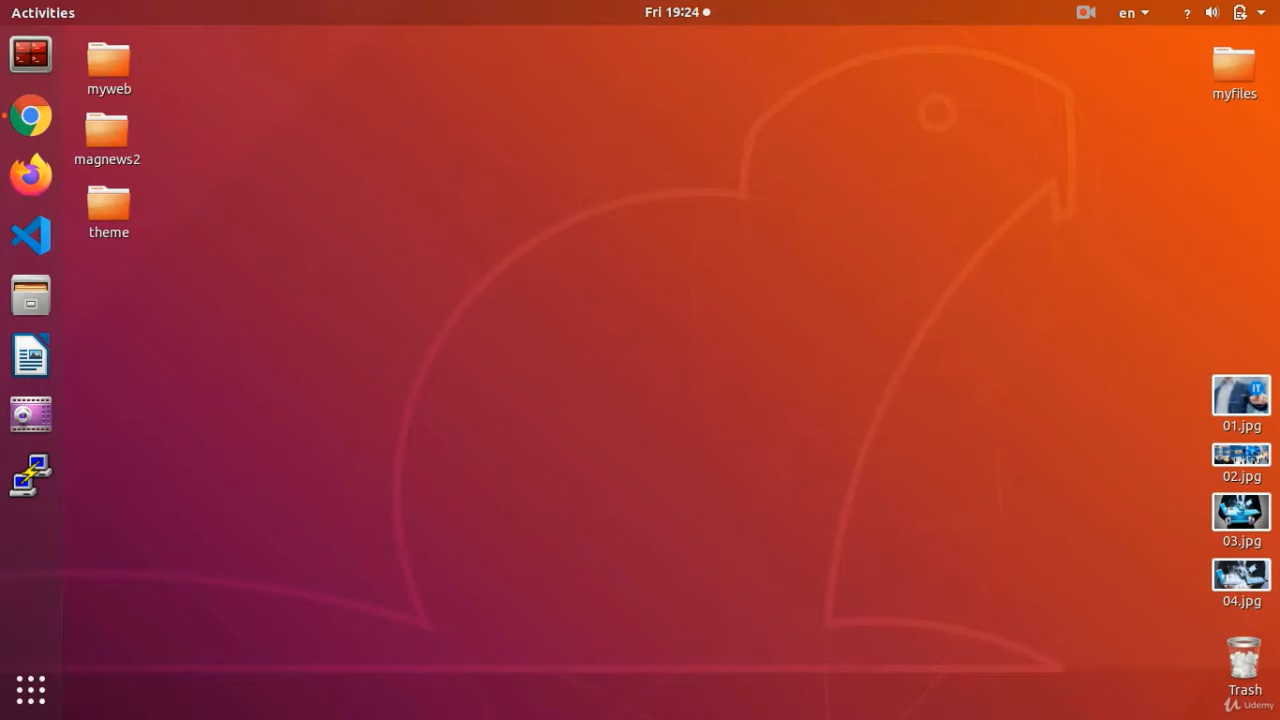 Activities
Fri 19:24
en
?
myweb
magnews2
theme
myfiles
IT
01.jpg
02.jpg
03.jpg
04.jpg
Trash
Udemy